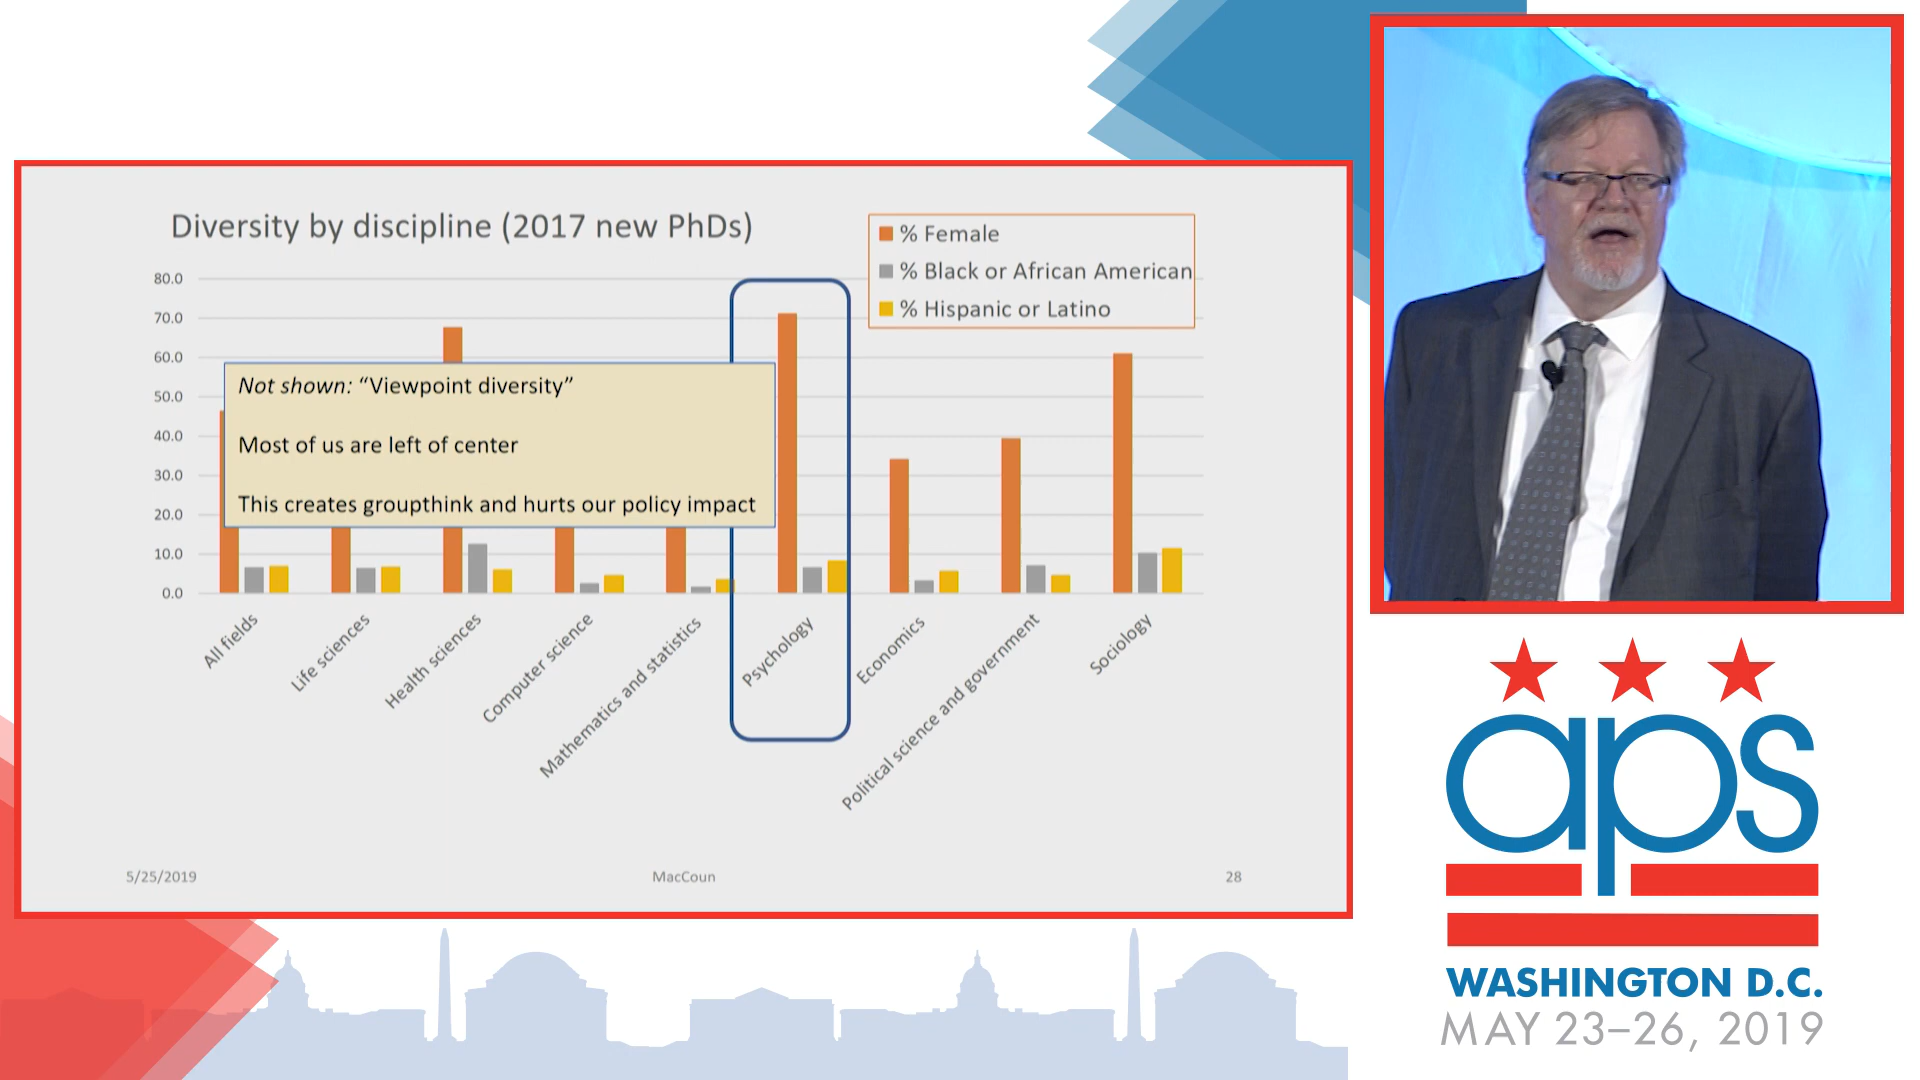 Diversity by discipline (2017 new PhDs)
% Female
% Black or African American
% Hispanic or Latino
80.0
70.0
60.0
50.0
40.0
30.0
20.0
10.0
0.0
Not shown: “Viewpoint diversity”
Most of us are left of center
This creates groupthink and hurts our policy impact
All fields
Life sciences
Health sciences
Computer science
Mathematics and statistics
Psychology
Economics
Political science and government
Sociology
5/25/2019
MacCoun
28
aps
WASHINGTON D.C.
MAY 23–26, 2019